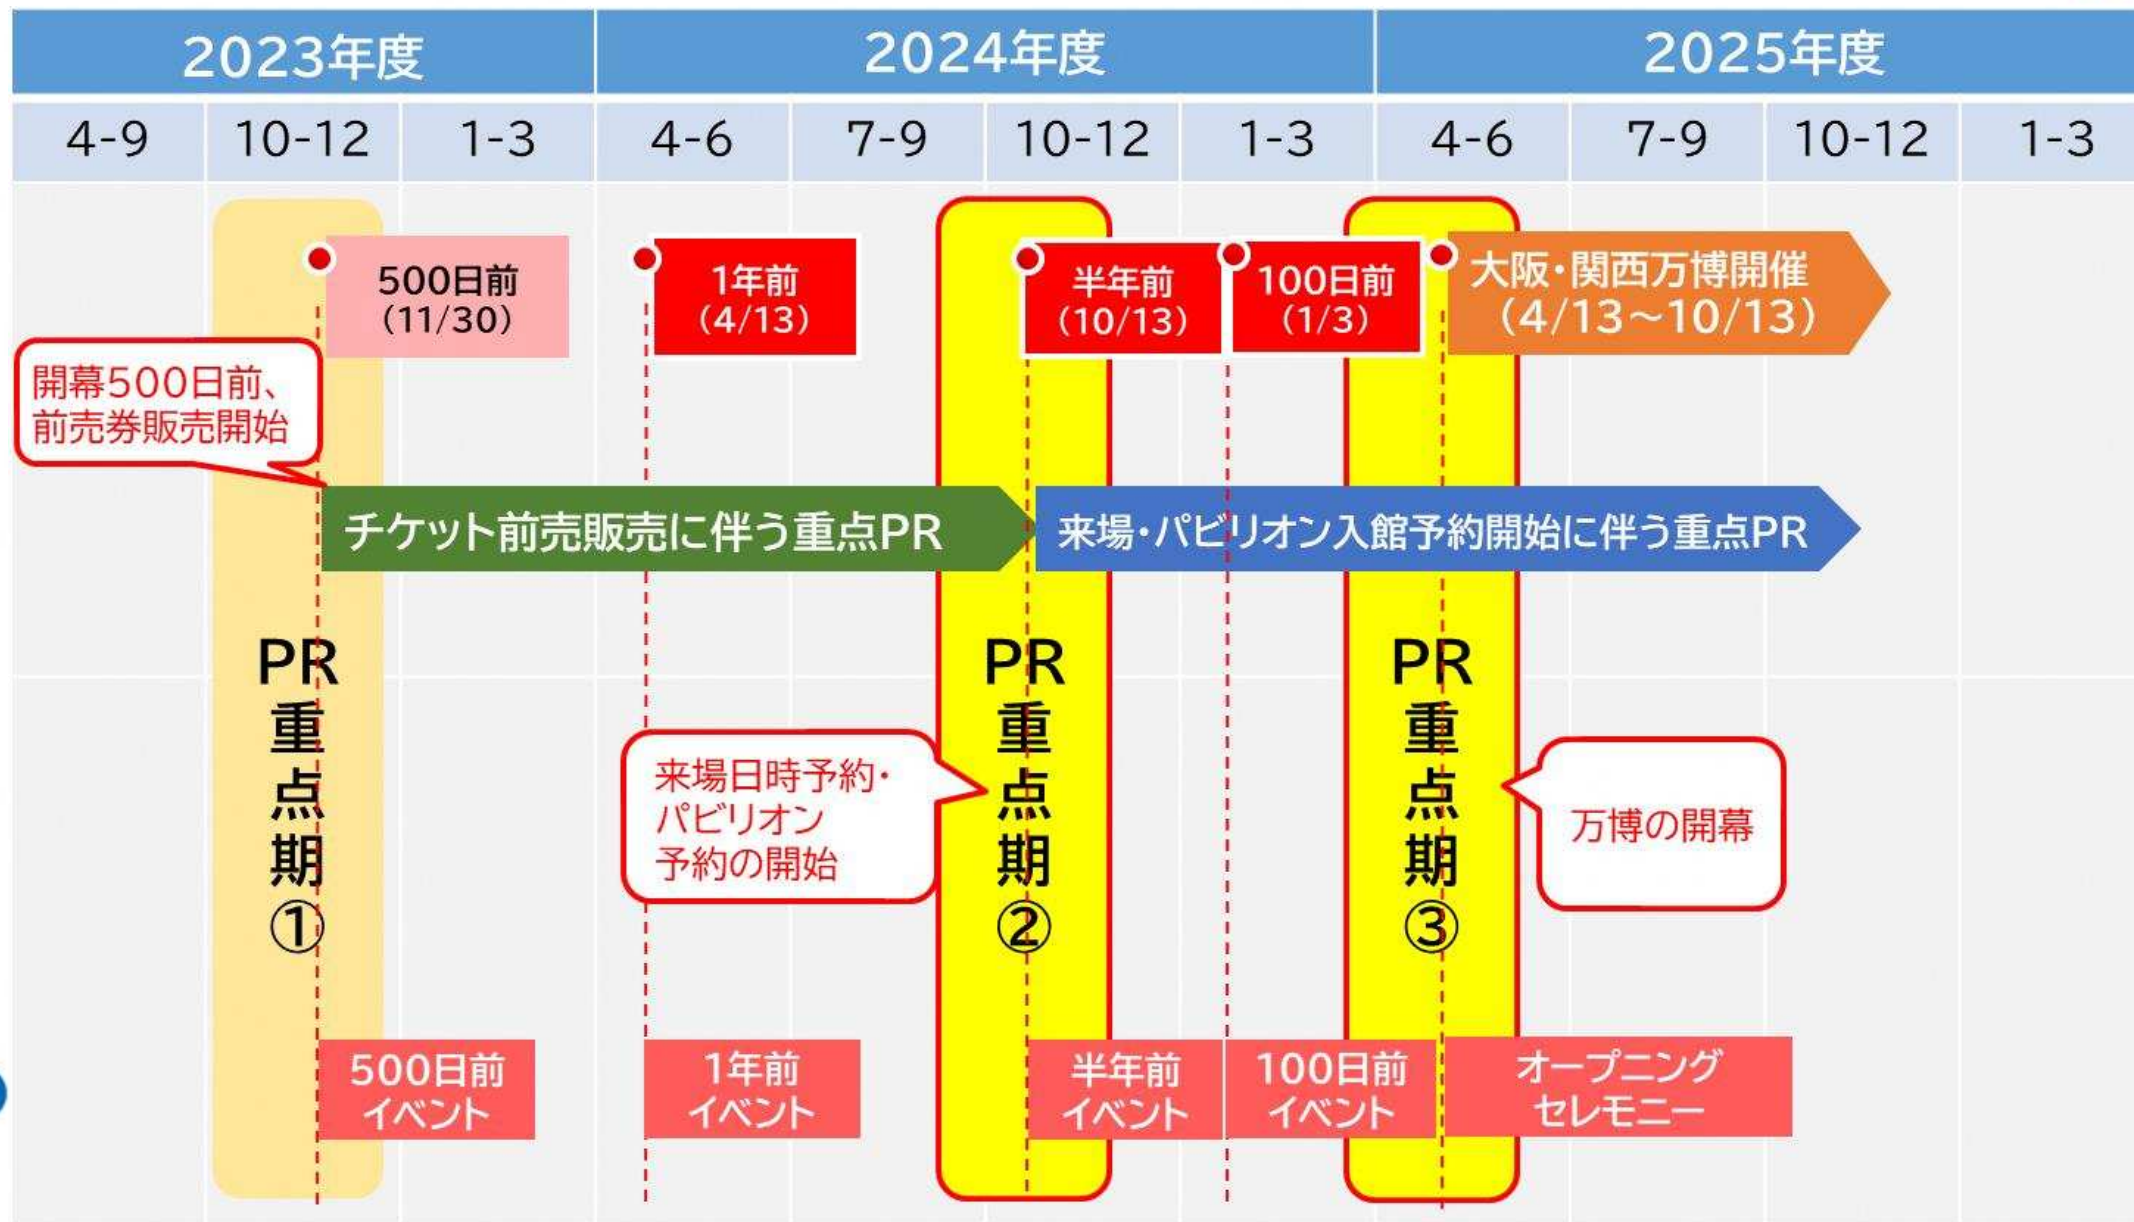 2023年度
2024年度
2025年度
4-9
10-12
1-3
4-6
7-9
10-12
1-3
4-6
7-9
10-12
1-3
500日前
(11/30)
1年前
(4/13)
半年前
(10/13)
100日前
(1/3)
大阪・関西万博開催
(4/13～10/13)
開幕500日前、
前売券販売開始
チケット前売販売に伴う重点PR
来場・パビリオン入館予約開始に伴う重点PR
PR
重
点
期
①
PR
重
点
期
②
PR
重
点
期
③
来場日時予約・
パビリオン
予約の開始
万博の開幕
500日前
イベント
1年前
イベント
半年前
イベント
100日前
イベント
オープニング
セレモニー